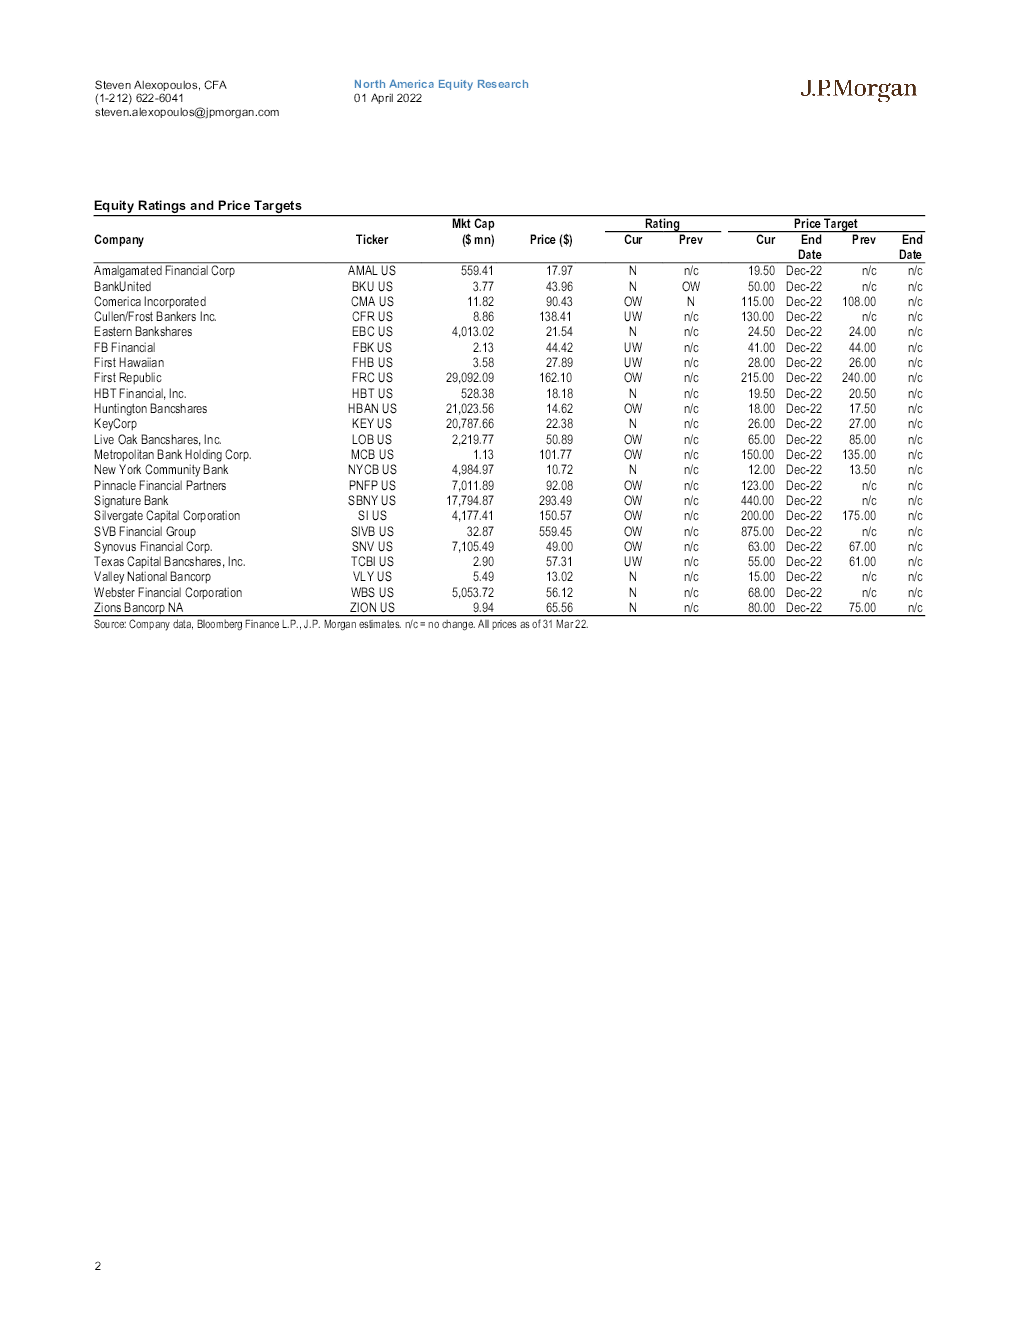 Steven Alexopoulos, CFA
(1-212) 622-6041
steven.alexopoulos@jpmorgan.com
North America Equity Research
01 April 2022
J.P.Morgan
Equity Ratings and Price Targets
Mkt Cap Rating Price Target
Company Ticker ($ mn) Price ($) Cur Prev Cur End Prev End
Date Date
Amalgamated Financial Corp AMAL US 559.41 17.97 N n/c 19.50 Dec-22 n/c n/c
BankUnited BKU US 3.77 43.96 N OW 50.00 Dec-22 n/c n/c
Comerica Incorporated CMA US 11.82 90.43 OW N 115.00 Dec-22 108.00 n/c
Cullen/Frost Bankers Inc. CFR US 8.86 138.41 UW n/c 130.00 Dec-22 n/c n/c
Eastern Bankshares EBC US 4,013.02 21.54 N n/c 24.50 Dec-22 24.00 n/c
FB Financial FBK US 2.13 44.42 UW n/c 41.00 Dec-22 44.00 n/c
First Hawaiian FHB US 3.58 27.89 UW n/c 28.00 Dec-22 26.00 n/c
First Republic FRC US 29,092.09 162.10 OW n/c 215.00 Dec-22 240.00 n/c
HBT Financial, Inc. HBT US 528.38 18.18 N n/c 19.50 Dec-22 20.50 n/c
Huntington Bancshares HBAN US 21,023.56 14.62 OW n/c 18.00 Dec-22 17.50 n/c
KeyCorp KEY US 20,787.66 22.38 N n/c 26.00 Dec-22 27.00 n/c
Live Oak Bancshares, Inc. LOB US 2,219.77 50.89 OW n/c 65.00 Dec-22 85.00 n/c
Metropolitan Bank Holding Corp. MCB US 1.13 101.77 OW n/c 150.00 Dec-22 135.00 n/c
New York Community Bank NYCB US 4,984.97 10.72 N n/c 12.00 Dec-22 13.50 n/c
Pinnacle Financial Partners PNFP US 7,011.89 92.08 OW n/c 123.00 Dec-22 n/c n/c
Signature Bank SBNY US 17,794.87 293.49 OW n/c 440.00 Dec-22 n/c n/c
Silvergate Capital Corporation SI US 4,177.41 150.57 OW n/c 200.00 Dec-22 175.00 n/c
SVB Financial Group SIVB US 32.87 559.45 OW n/c 875.00 Dec-22 n/c n/c
Synovus Financial Corp. SNV US 7,105.49 49.00 OW n/c 63.00 Dec-22 67.00 n/c
Texas Capital Bancshares, Inc. TCBI US 2.90 57.31 UW n/c 55.00 Dec-22 61.00 n/c
Valley National Bancorp VLY US 5.49 13.02 N n/c 15.00 Dec-22 n/c n/c
Webster Financial Corporation WBS US 5,053.72 56.12 N n/c 68.00 Dec-22 n/c n/c
Zions Bancorp NA ZION US 9.94 65.56 N n/c 80.00 Dec-22 75.00 n/c
Source: Company data, Bloomberg Finance L.P., J.P. Morgan estimates. n/c = no change. All prices as of 31 Mar 22.
2